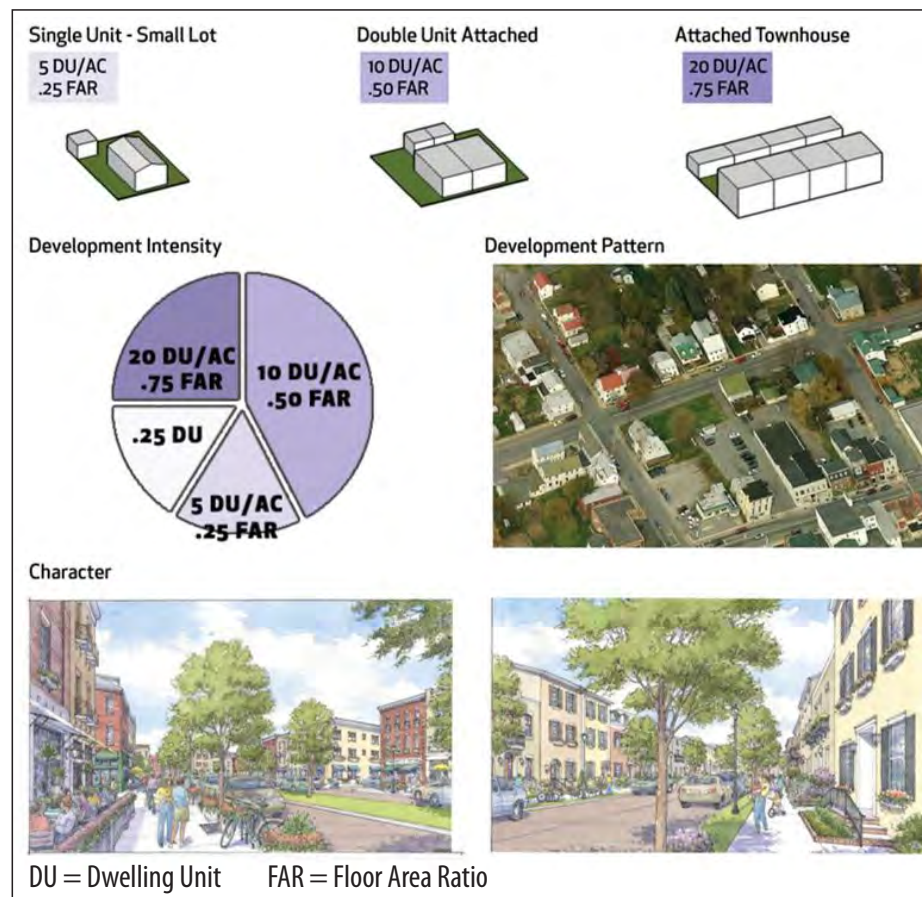 Single Unit - Small Lot
5 DU/AC
.25 FAR
Double Unit Attached
10 DU/AC
.50 FAR
Attached Townhouse
20 DU/AC
.75 FAR
Development Intensity
20 DU/AC
.75 FAR
10 DU/AC
.50 FAR
.25 DU
5 DU/AC
.25 FAR
Development Pattern
Character
DU = Dwelling Unit FAR = Floor Area Ratio